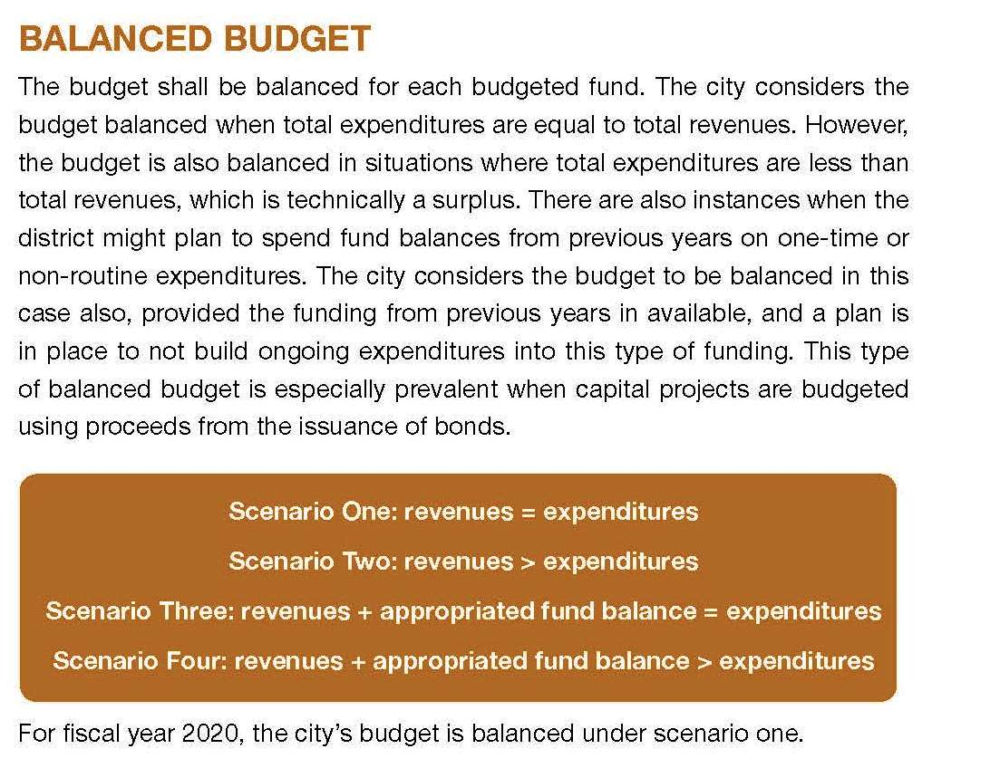 BALANCED BUDGET
The budget shall be balanced for each budgeted fund. The city considers the
budget balanced when total expenditures are equal to total revenues. However,
the budget is also balanced in situations where total expenditures are less than
total revenues, which is technically a surplus. There are also instances when the
district might plan to spend fund balances from previous years on one-time or
non-routine expenditures. The city considers the budget to be balanced in this
case also, provided the funding from previous years in available, and a plan is
in place to not build ongoing expenditures into this type of funding. This type
of balanced budget is especially prevalent when capital projects are budgeted
using proceeds from the issuance of bonds.
Scenario One: revenues = expenditures
Scenario Two: revenues > expenditures
Scenario Three: revenues + appropriated fund balance = expenditures
Scenario Four: revenues + appropriated fund balance > expenditures
For fiscal year 2020, the city’s budget is balanced under scenario one.